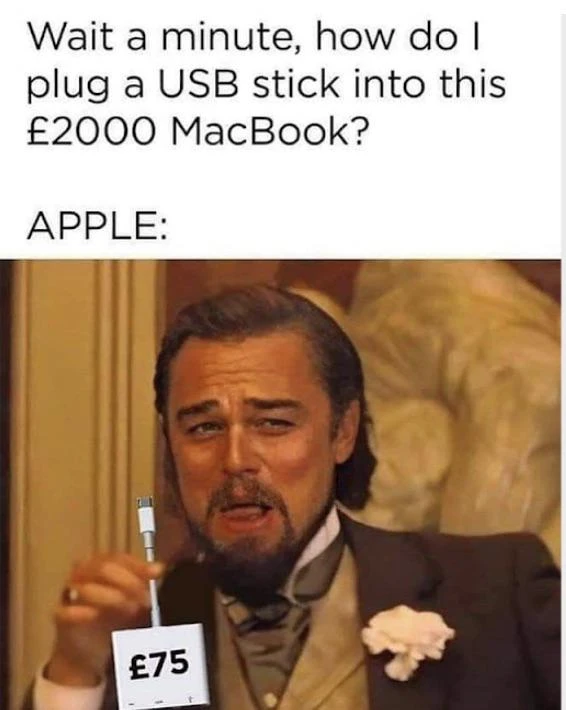 Wait a minute, how do I
plug a USB stick into this
£2000 MacBook?
APPLE:
£75